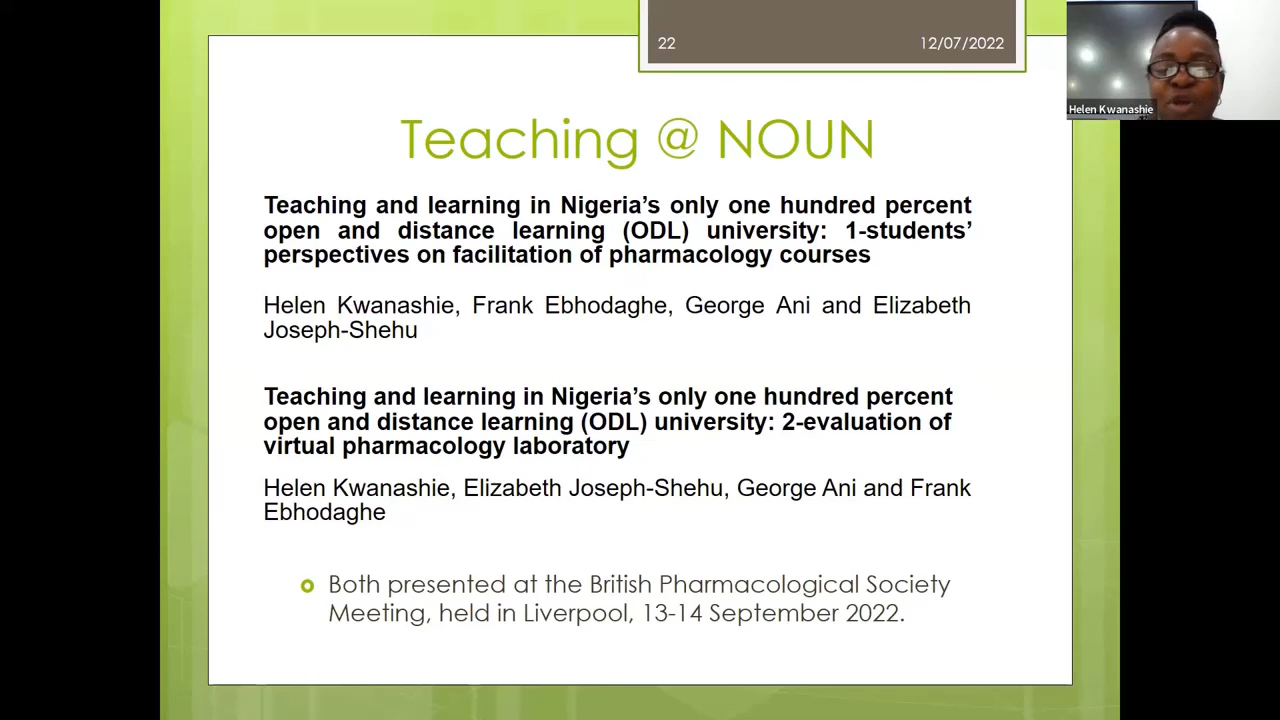 22
12/07/2022
Helen Kwanashie
Teaching @ NOUN
Teaching and learning in Nigeria’s only one hundred percent
open and distance learning (ODL) university: 1-students’
perspectives on facilitation of pharmacology courses
Helen Kwanashie, Frank Ebhodaghe, George Ani and Elizabeth
Joseph-Shehu
Teaching and learning in Nigeria’s only one hundred percent
open and distance learning (ODL) university: 2-evaluation of
virtual pharmacology laboratory
Helen Kwanashie, Elizabeth Joseph-Shehu, George Ani and Frank
Ebhodaghe
Both presented at the British Pharmacological Society
Meeting, held in Liverpool, 13-14 September 2022.